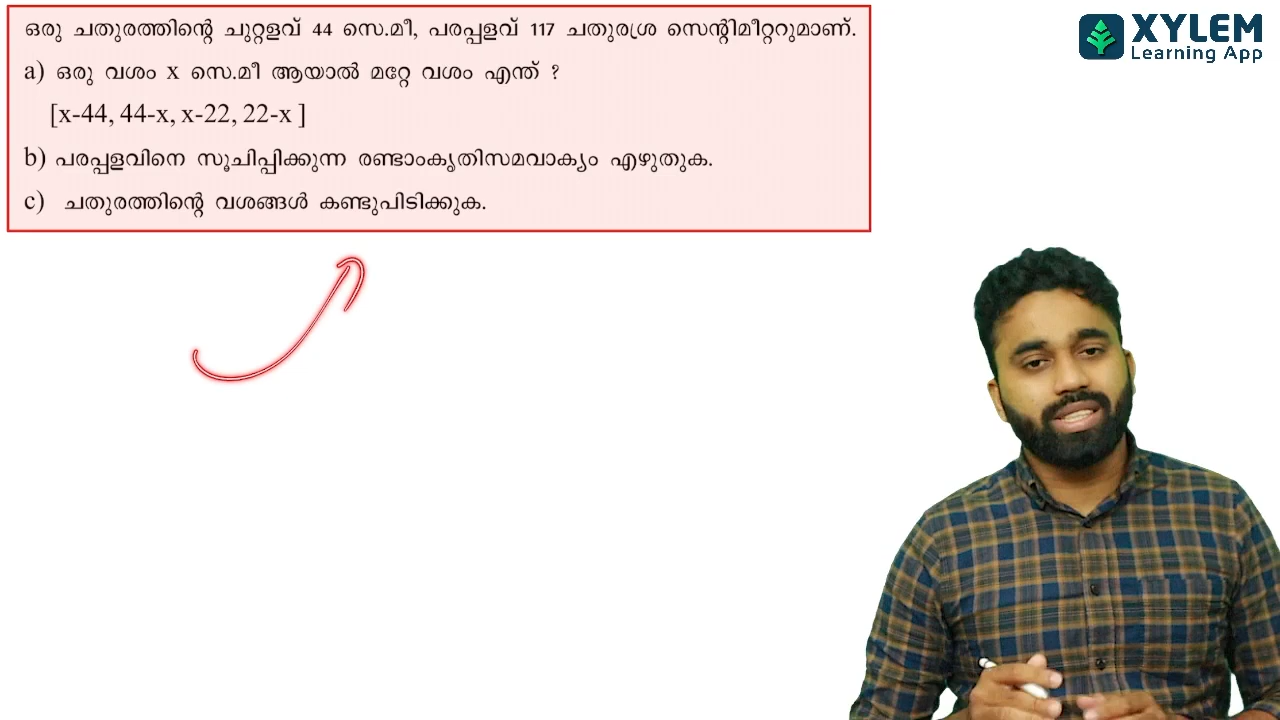 ഒരു ചതുരത്തിന്റെ ചുറ്റളവ് 44 സെ.മീ, പരപ്പളവ് 117 ചതുരശ്ര സെന്റിമീറ്ററുമാണ്.
a) ഒരു വശം x സെ.മീ ആയാൽ മറ്റേ വശം എന്ത് ?
[x-44, 44-x, x-22, 22-x ]
b) പരപ്പളവിനെ സൂചിപ്പിക്കുന്ന രണ്ടാംകൃതിസമവാക്യം എഴുതുക.
c) ചതുരത്തിന്റെ വശങ്ങൾ കണ്ടുപിടിക്കുക.
XYLEM
Learning App